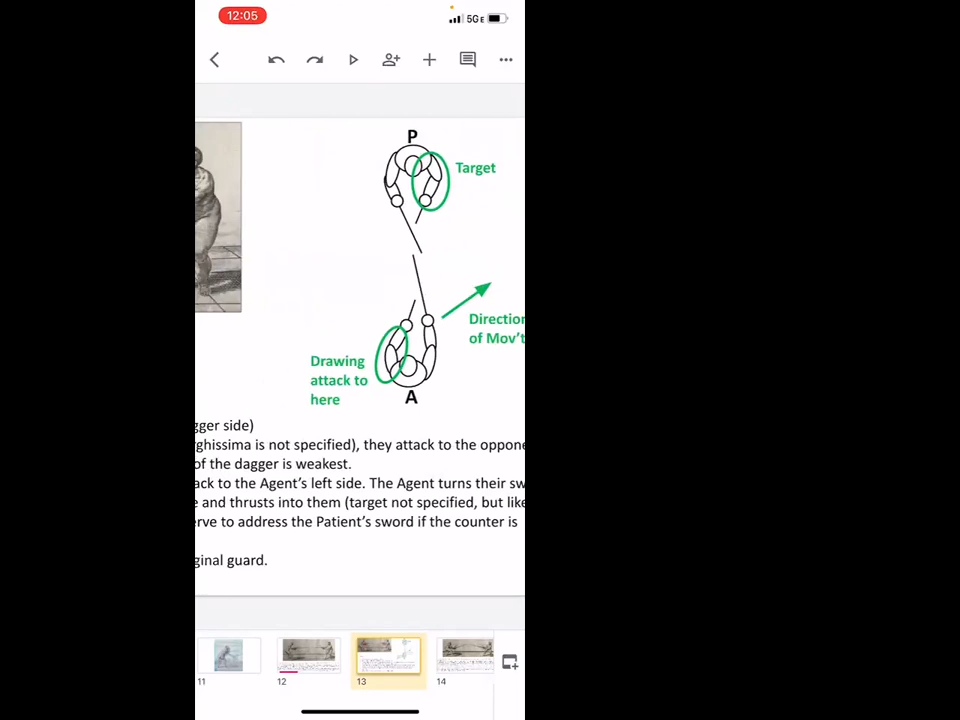 12:05
5GE
P
Target
Direction
of Mov't
Drawing
attack to
here
A
gger side)
rghissima is not specified), they attack to the oppone
of the dagger is weakest.
ack to the Agent's left side. The Agent turns their sw
e and thrusts into them (target not specified, but like
rve to address the Patient's sword if the counter is
ginal guard.
11
12
13
14